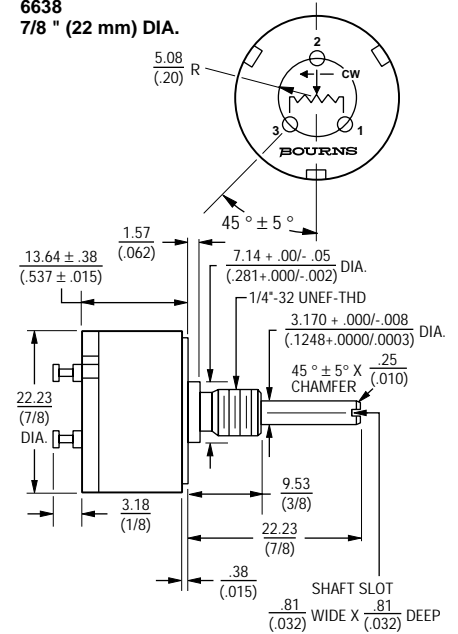 6638
7/8 " (22 mm) DIA.
5.08
(.20)
R
2
CW
3
1
BOURNS
45 ° ± 5 °
1.57
(.062)
13.64 ± .38
(.537 ± .015)
7.14 + .00/- .05
(.281+.000/-.002)
DIA.
1/4"-32 UNEF-THD
3.170 + .000/-.008
(.1248+.0000/.0003)
DIA.
45 ° ± 5° X
CHAMFER
.25
(.010)
22.23
(7/8)
DIA.
3.18
(1/8)
9.53
(3/8)
22.23
(7/8)
.38
(.015)
SHAFT SLOT
.81
(.032)
WIDE X
.81
(.032)
DEEP